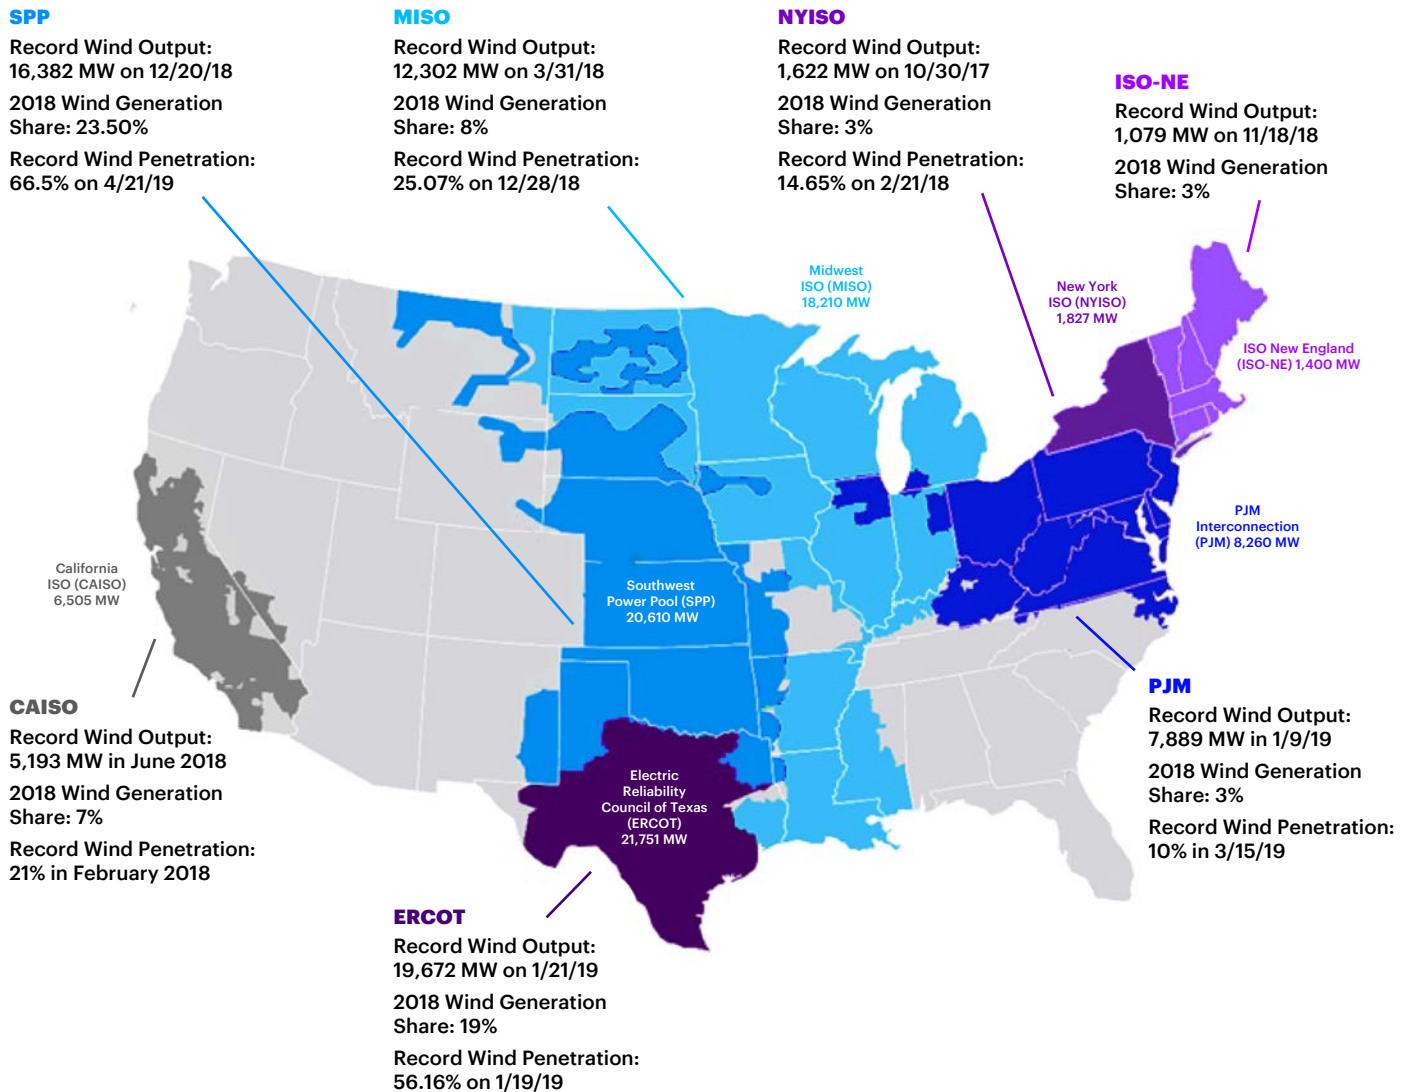 SPP
Record Wind Output:
16,382 MW on 12/20/18
2018 Wind Generation
Share: 23.50%
Record Wind Penetration:
66.5% on 4/21/19
MISO
Record Wind Output:
12,302 MW on 3/31/18
2018 Wind Generation
Share: 8%
Record Wind Penetration:
25.07% on 12/28/18
NYISO
Record Wind Output:
1,622 MW on 10/30/17
2018 Wind Generation
Share: 3%
Record Wind Penetration:
14.65% on 2/21/18
ISO-NE
Record Wind Output:
1,079 MW on 11/18/18
2018 Wind Generation
Share: 3%
Midwest
ISO (MISO)
18,210 MW
New York
ISO (NYISO)
1,827 MW
ISO New England
(ISO-NE) 1,400 MW
PJM
Interconnection
(PJM) 8,260 MW
California
ISO (CAISO)
6,505 MW
Southwest
Power Pool (SPP)
20,610 MW
Electric
Reliability
Council of Texas
(ERCOT)
21,751 MW
CAISO
Record Wind Output:
5,193 MW in June 2018
2018 Wind Generation
Share: 7%
Record Wind Penetration:
21% in February 2018
PJM
Record Wind Output:
7,889 MW in 1/9/19
2018 Wind Generation
Share: 3%
Record Wind Penetration:
10% in 3/15/19
ERCOT
Record Wind Output:
19,672 MW on 1/21/19
2018 Wind Generation
Share: 19%
Record Wind Penetration:
56.16% on 1/19/19